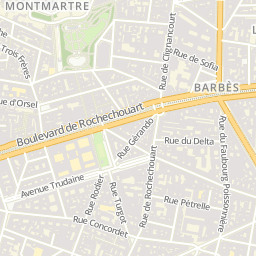 MONTMARTRE
Rue de Clignancourt
L
Trois Frères
Rue de Sofia
BARBÈS
Rue d'Orsel
Boulevard de Rochechouart
Rue Gerando
Rue du Delta
Rue du Faubourg Poissonnière
Rue de Rochechouart
Avenue Trudaine
Rue Rodier
Rue Turgot
Rue Pétrelle
Rue Condorcet